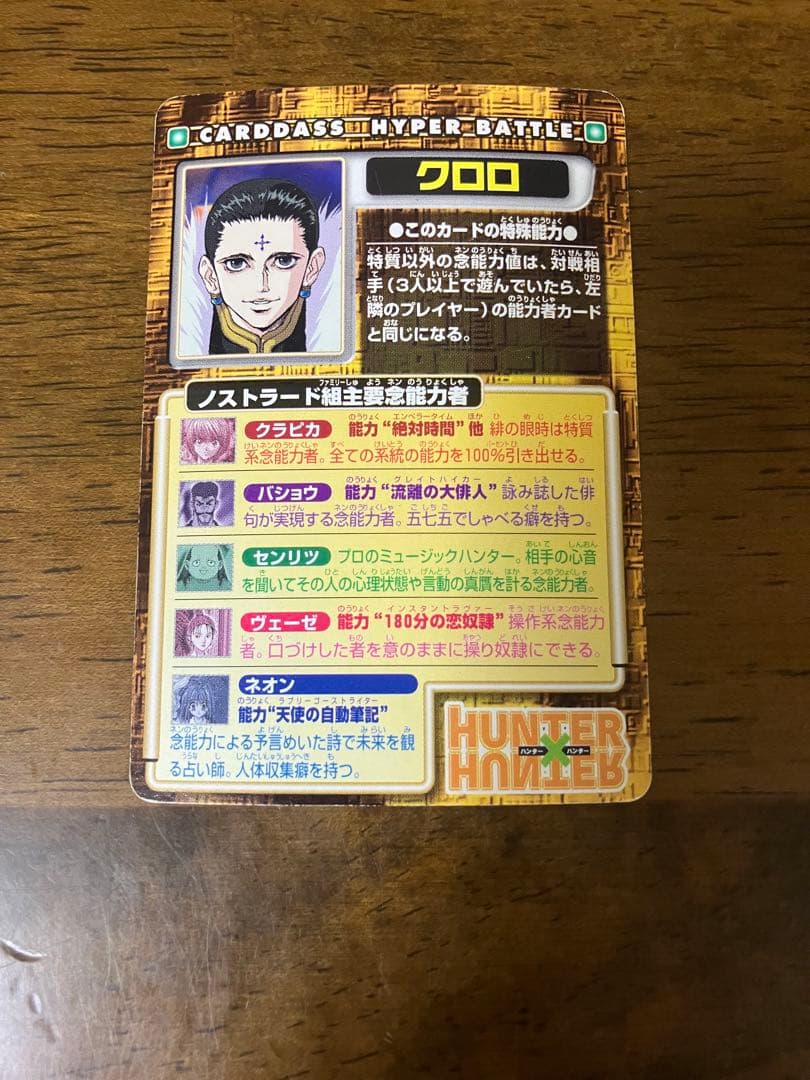 CARDDASS HYPER BATTLE
クロロ
●このカードの特殊能力●
特質以外の念能力値は、対戦相
手(3人以上で遊んでいたら、左
隣のプレイヤー)の能力者カード
と同じになる。
ノストラード組主要念能力者
クラピカ 能力“絶対時間”他 緋の眼時は特質
系念能力者。全ての系統の能力を100%引き出せる。
バショウ 能力“流離の大俳人” 詠み誌した俳
句が実現する念能力者。五七五でしゃべる癖を持つ。
センリツ プロのミュージックハンター。相手の心音
を聞いてその人の心理状態や言動の真贋を計る念能力者。
ヴェーゼ 能力“180分の恋奴隷” 操作系念能力
者。口づけした者を意のままに操り奴隷にできる。
ネオン
能力“天使の自動筆記”
念能力による予言めいた詩で未来を観
る占い師。人体収集癖を持つ。
HUNTER
ハンター×ハンター
HUNTER